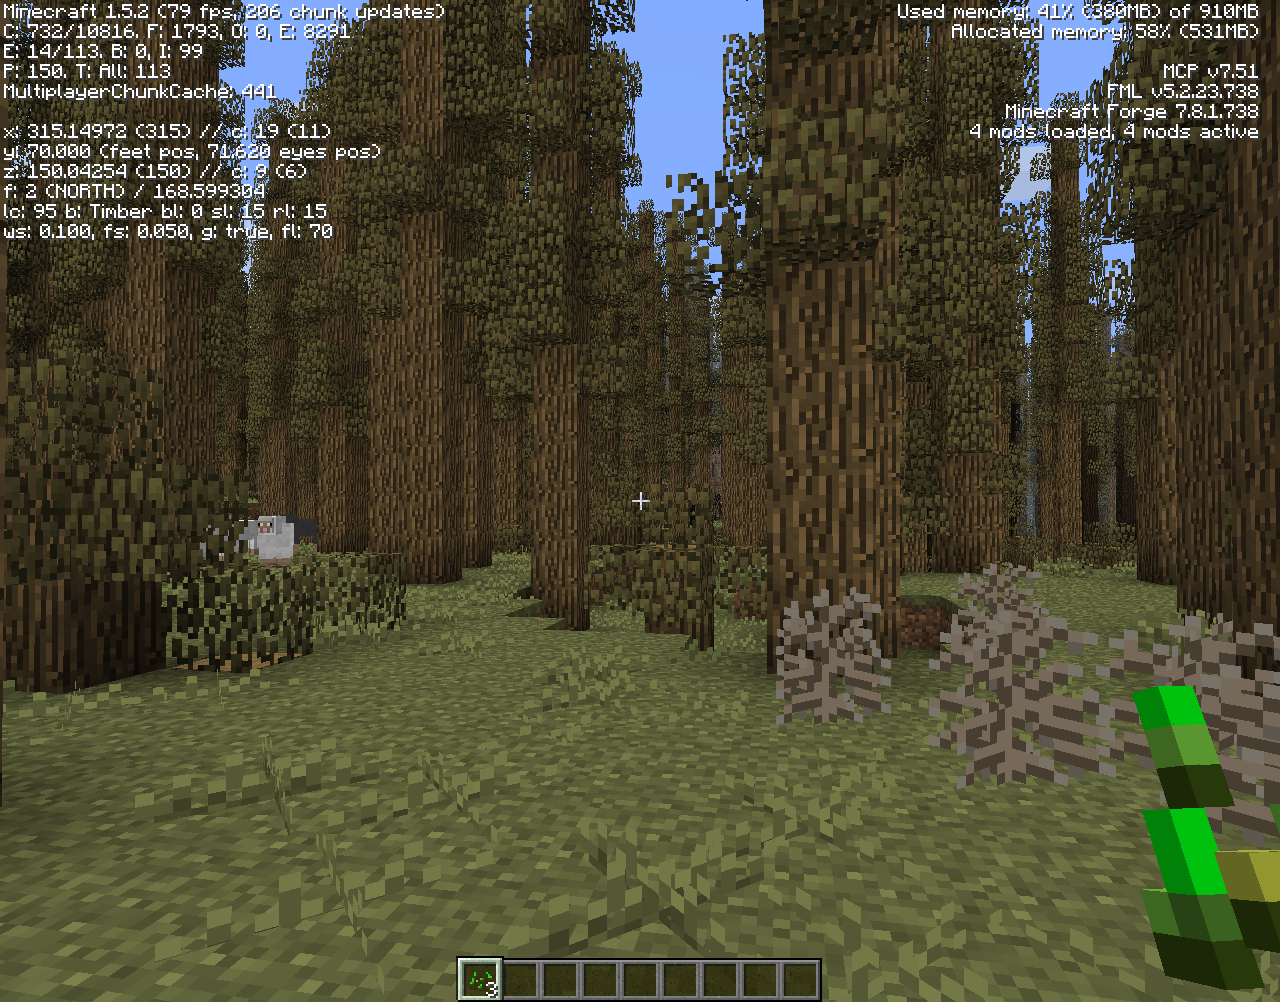 Minecraft 1.5.2 (79 fps, 206 chunk updates)
C: 732/10816. F: 1793, O: 0, E: 8291
E: 14/113. B: 0, I: 99
P: 150. T: All: 113
MultiplayerChunkCache: 441
x: 315.14972 (315) // c: 19 (11)
y: 70.000 (feet pos, 71.620 eyes pos)
z: 150.04254 (150) // c: 9 (6)
f: 2 (NORTH) / 168.599304
lc: 95 b: Timber bl: 0 sl: 15 rl: 15
ws: 0.100, fs: 0.050, g: true, fl: 70
Used memory: 41% (380MB) of 910MB
Allocated memory: 58% (531MB)
MCP v7.51
FML v5.2.23.738
Minecraft Forge 7.8.1.738
4 mods loaded, 4 mods active
3